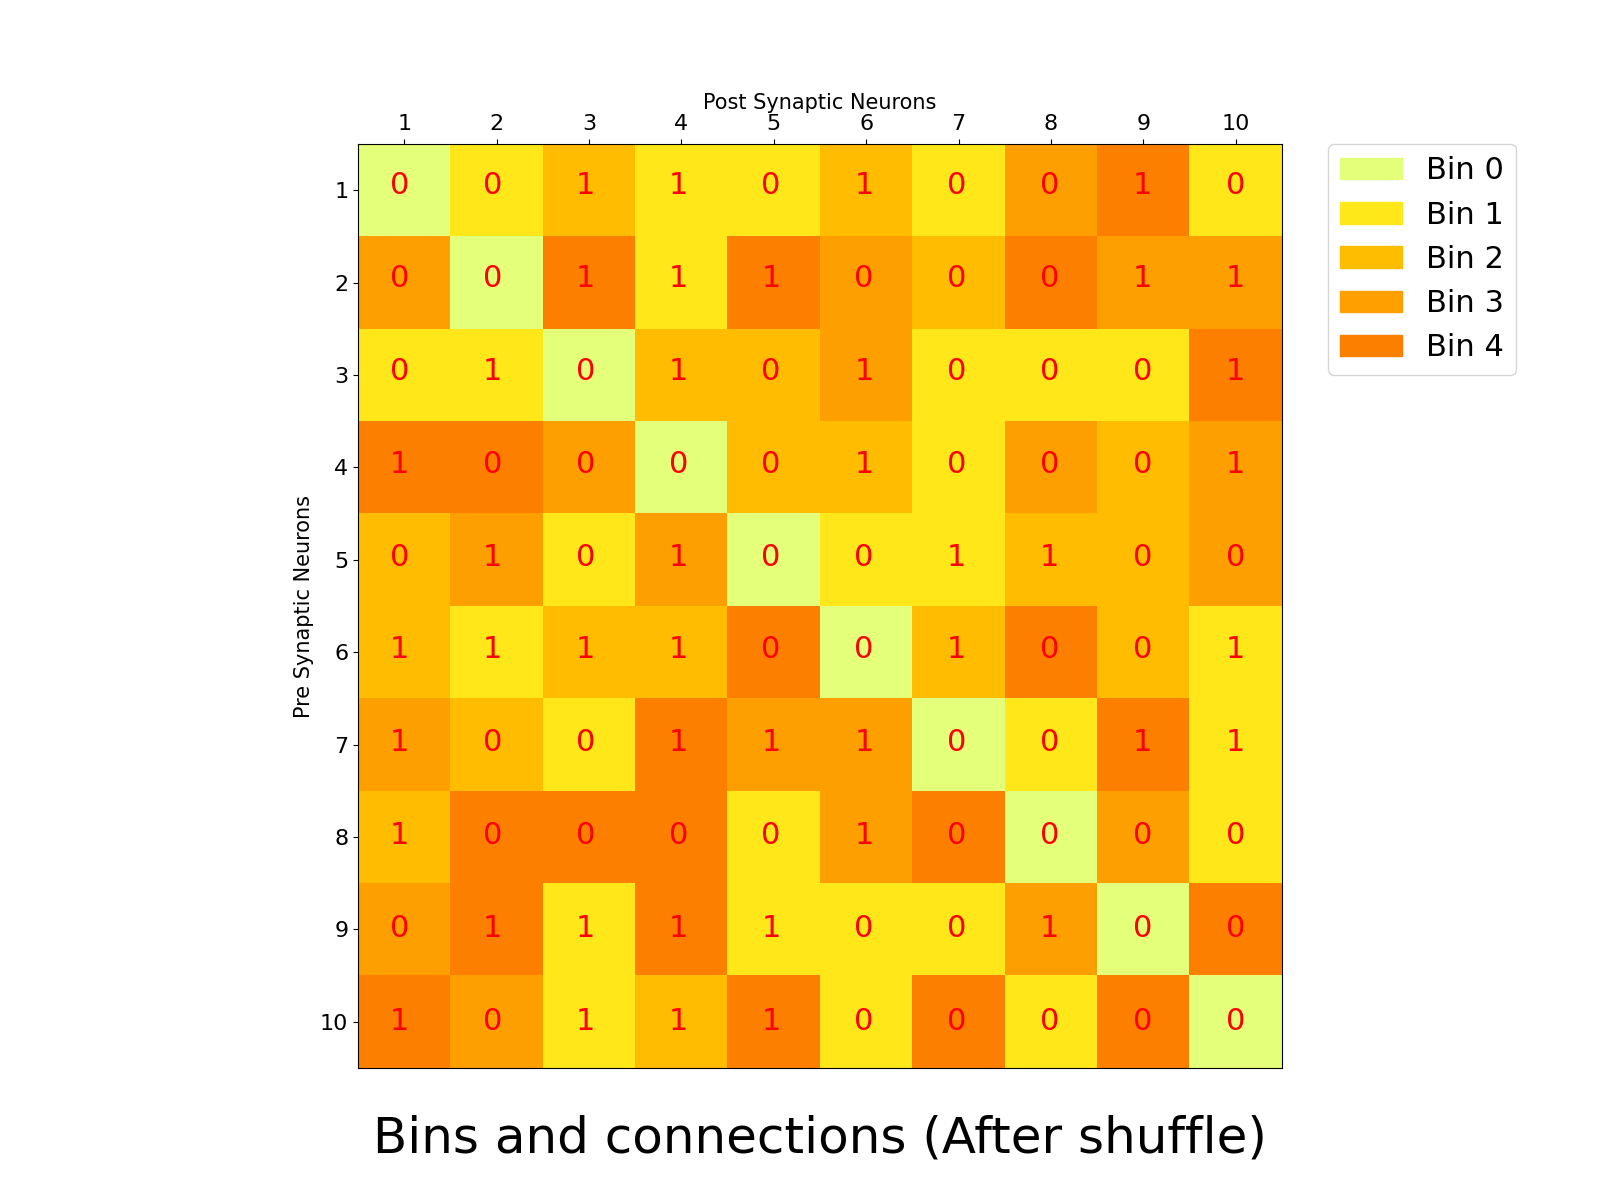 Post Synaptic Neurons
1 2 3 4 5 6 7 8 9 10
Pre Synaptic Neurons
1 0 0 1 1 0 1 0 0 1 0
2 0 0 1 1 1 0 0 0 1 1
3 0 1 0 1 0 1 0 0 0 1
4 1 0 0 0 0 1 0 0 0 1
5 0 1 0 1 0 0 1 1 0 0
6 1 1 1 1 0 0 1 0 0 1
7 1 0 0 1 1 1 0 0 1 1
8 1 0 0 0 0 1 0 0 0 0
9 0 1 1 1 1 0 0 1 0 0
10 1 0 1 1 1 0 0 0 0 0
Bin 0
Bin 1
Bin 2
Bin 3
Bin 4
Bins and connections (After shuffle)